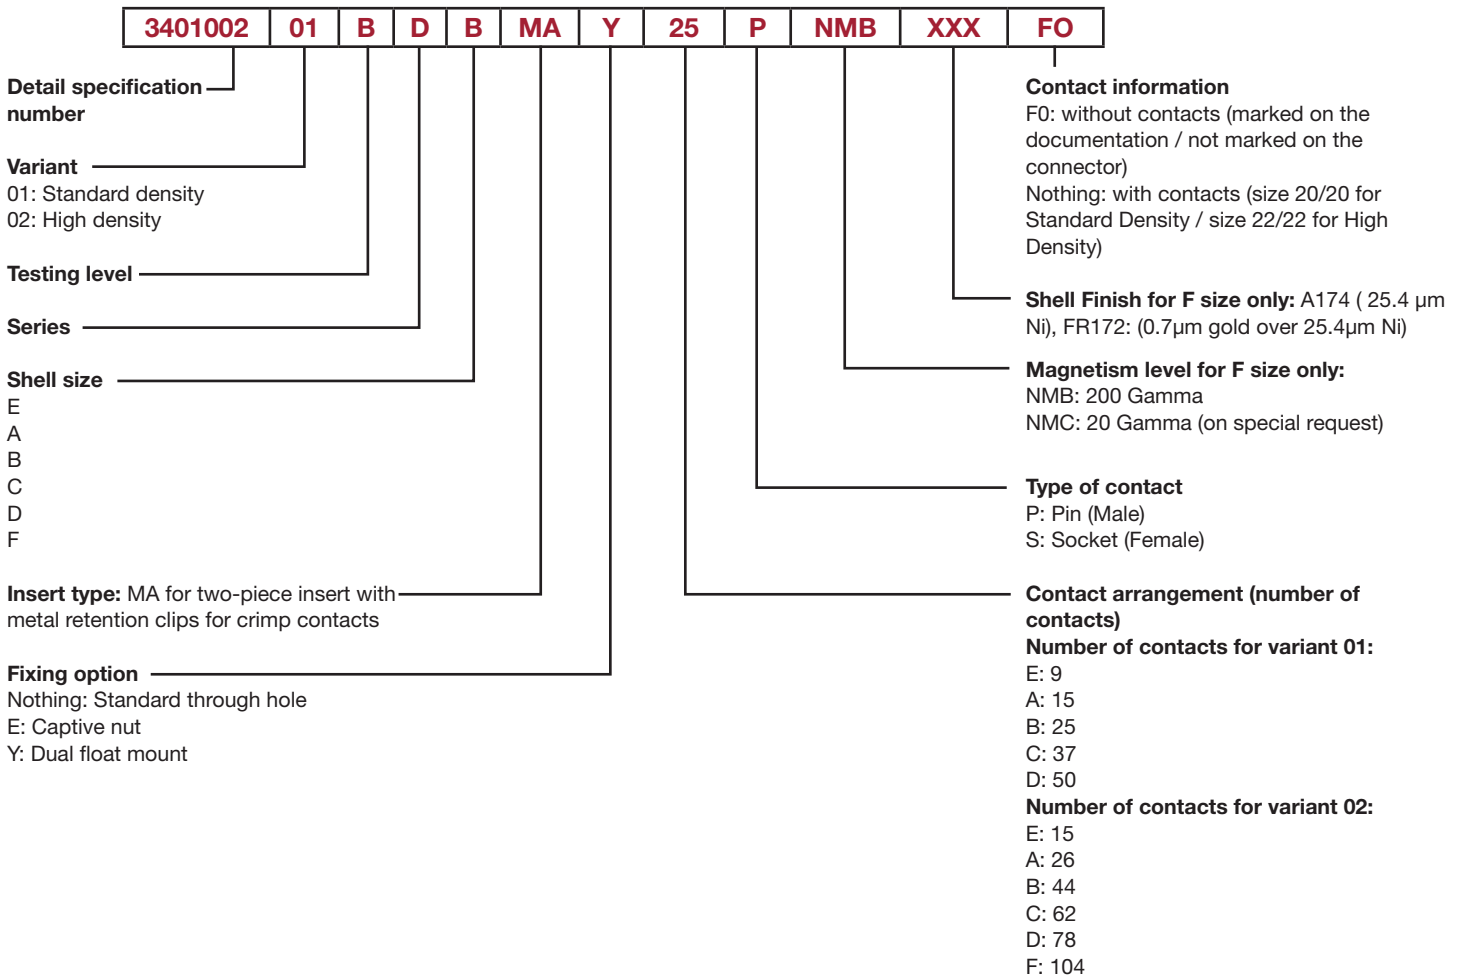 3401002 01 B D B MA Y 25 P NMB XXX FO
Detail specification
number
Variant
01: Standard density
02: High density
Testing level
Series
Shell size
E
A
B
C
D
F
Insert type: MA for two-piece insert with
metal retention clips for crimp contacts
Fixing option
Nothing: Standard through hole
E: Captive nut
Y: Dual float mount
Contact information
F0: without contacts (marked on the
documentation / not marked on the
connector)
Nothing: with contacts (size 20/20 for
Standard Density / size 22/22 for High
Density)
Shell Finish for F size only: A174 ( 25.4 µm
Ni), FR172: (0.7µm gold over 25.4µm Ni)
Magnetism level for F size only:
NMB: 200 Gamma
NMC: 20 Gamma (on special request)
Type of contact
P: Pin (Male)
S: Socket (Female)
Contact arrangement (number of
contacts)
Number of contacts for variant 01:
E: 9
A: 15
B: 25
C: 37
D: 50
Number of contacts for variant 02:
E: 15
A: 26
B: 44
C: 62
D: 78
F: 104